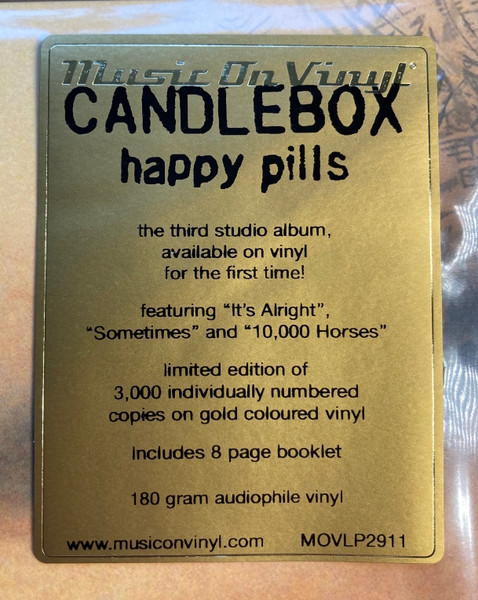 Music On Vinyl
CANDLEBOX
happy pills
the third studio album,
available on vinyl
for the first time!
featuring “It's Alright”,
“Sometimes” and “10,000 Horses”
limited edition of
3,000 individually numbered
copies on gold coloured vinyl
Includes 8 page booklet
180 gram audiophile vinyl
www.musiconvinyl.com MOVLP2911